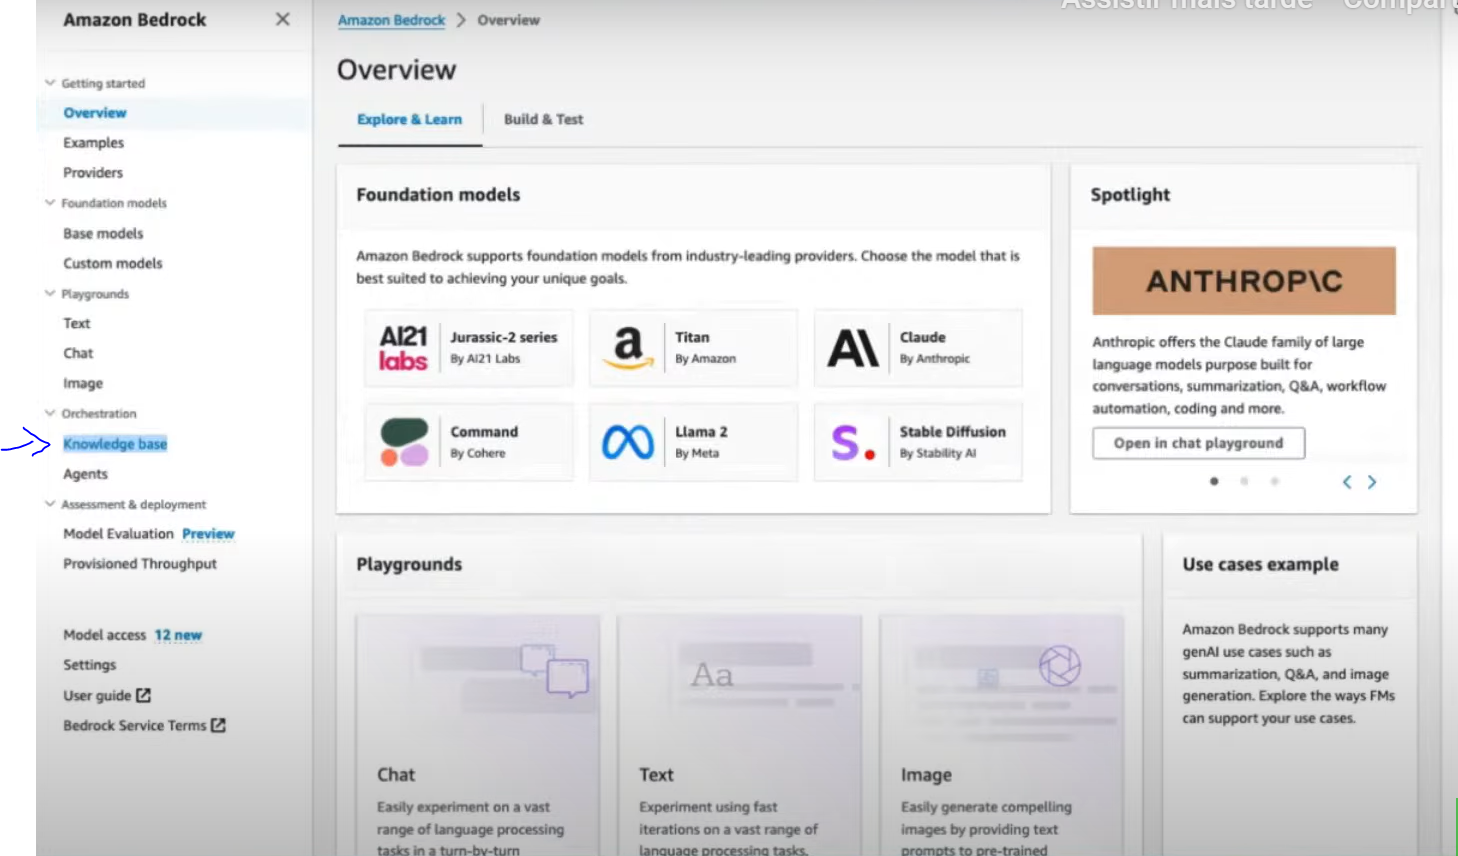 Assistir mais tarde
Amazon Bedrock
Getting started
Overview
Examples
Providers
Foundation models
Base models
Custom models
Playgrounds
Text
Chat
Image
Orchestration
Knowledge base
Agents
Assessment & deployment
Model Evaluation Preview
Provisioned Throughput
Model access 12 new
Settings
User guide
Bedrock Service Terms
Amazon Bedrock > Overview
Overview
Explore & Learn
Build & Test
Foundation models
Amazon Bedrock supports foundation models from industry-leading providers. Choose the model that is
best suited to achieving your unique goals.
AI21
labs
Jurassic-2 series
By AI21 Labs
a
Titan
By Amazon
A\
Claude
By Anthropic
Command
By Cohere
Llama 2
By Meta
S.
Stable Diffusion
By Stability AI
Spotlight
ANTHROP\C
Anthropic offers the Claude family of large
language models purpose built for
conversations, summarization, Q&A, workflow
automation, coding and more.
Open in chat playground
Playgrounds
Chat
Easily experiment on a vast
range of language processing
tasks in a turn-by-turn
Aa
Text
Experiment using fast
iterations on a vast range of
language processing tasks.
Image
Easily generate compelling
images by providing text
prompts to pre-trained
Use cases example
Amazon Bedrock supports many
genAI use cases such as
summarization, Q&A, and image
generation. Explore the ways FMs
can support your use cases.